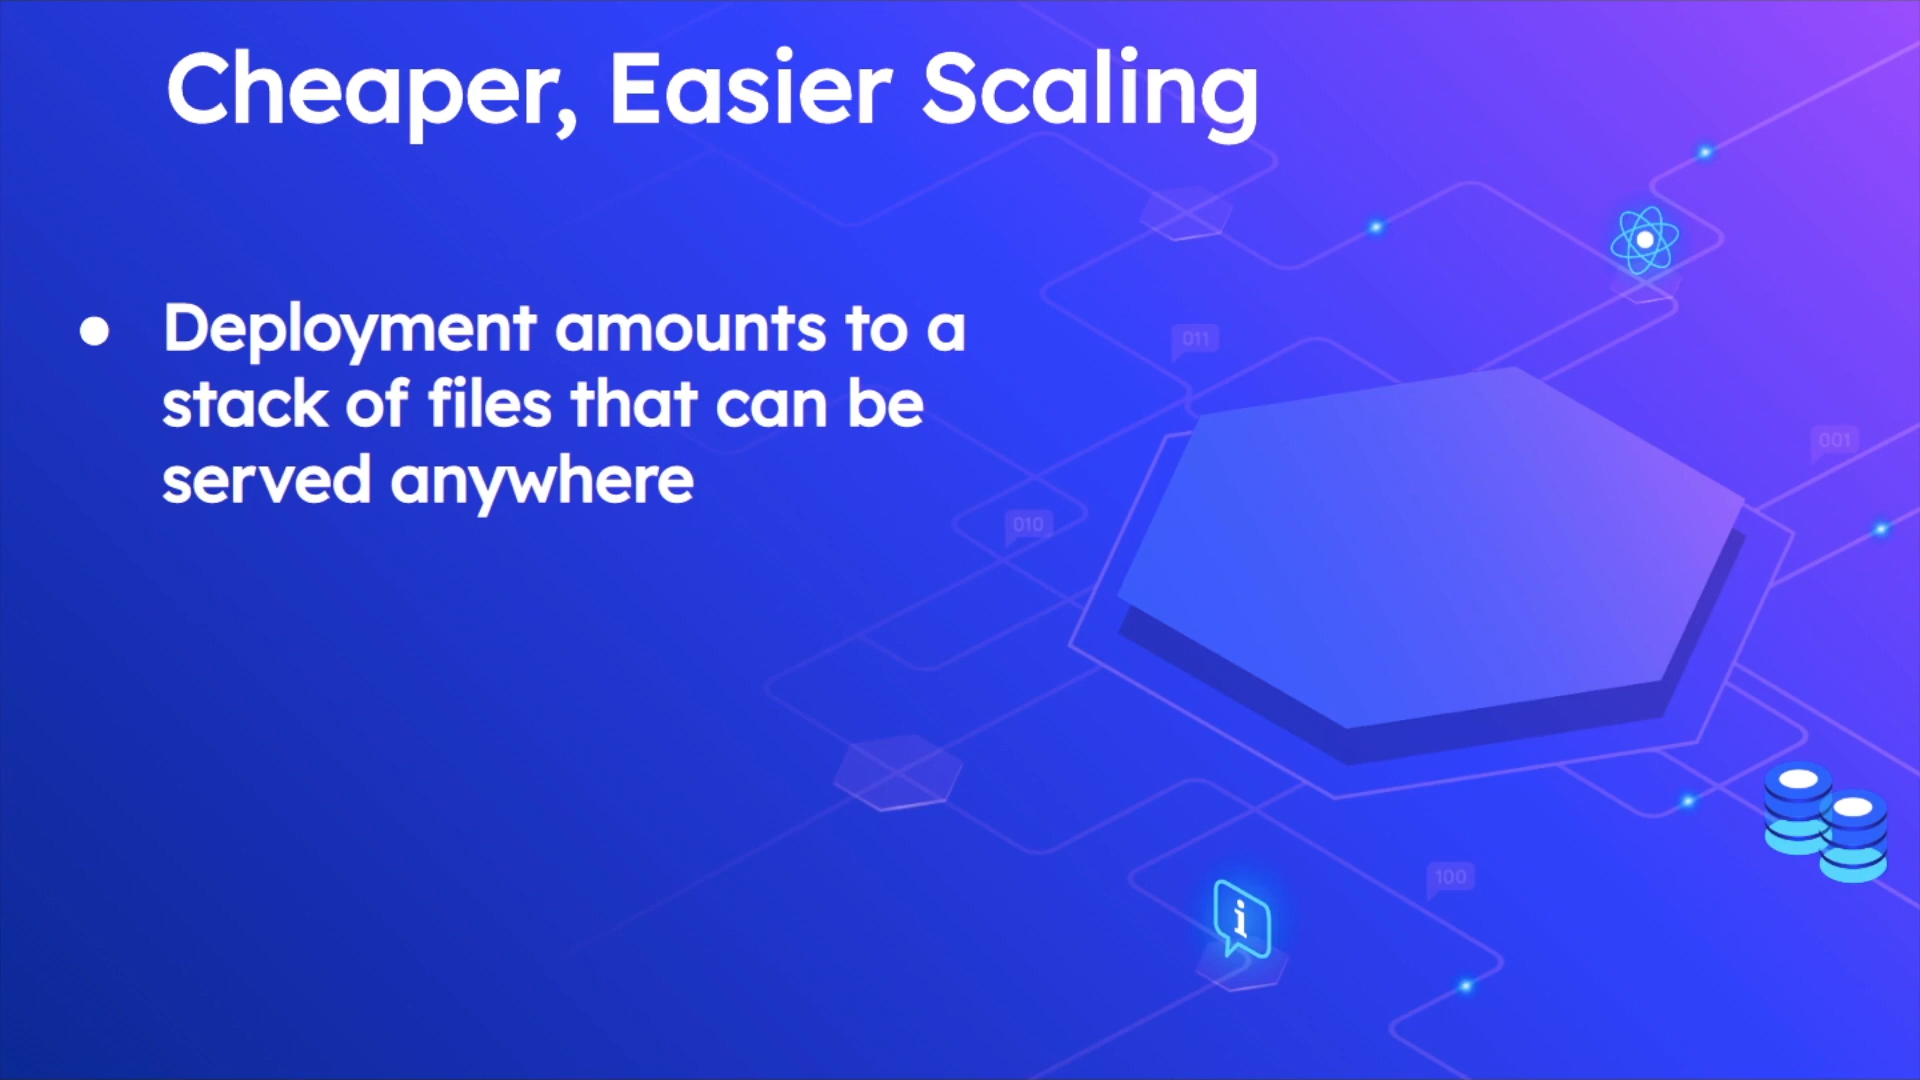 Cheaper, Easier Scaling
● Deployment amounts to a
stack of files that can be
served anywhere
011
001
010
100
i